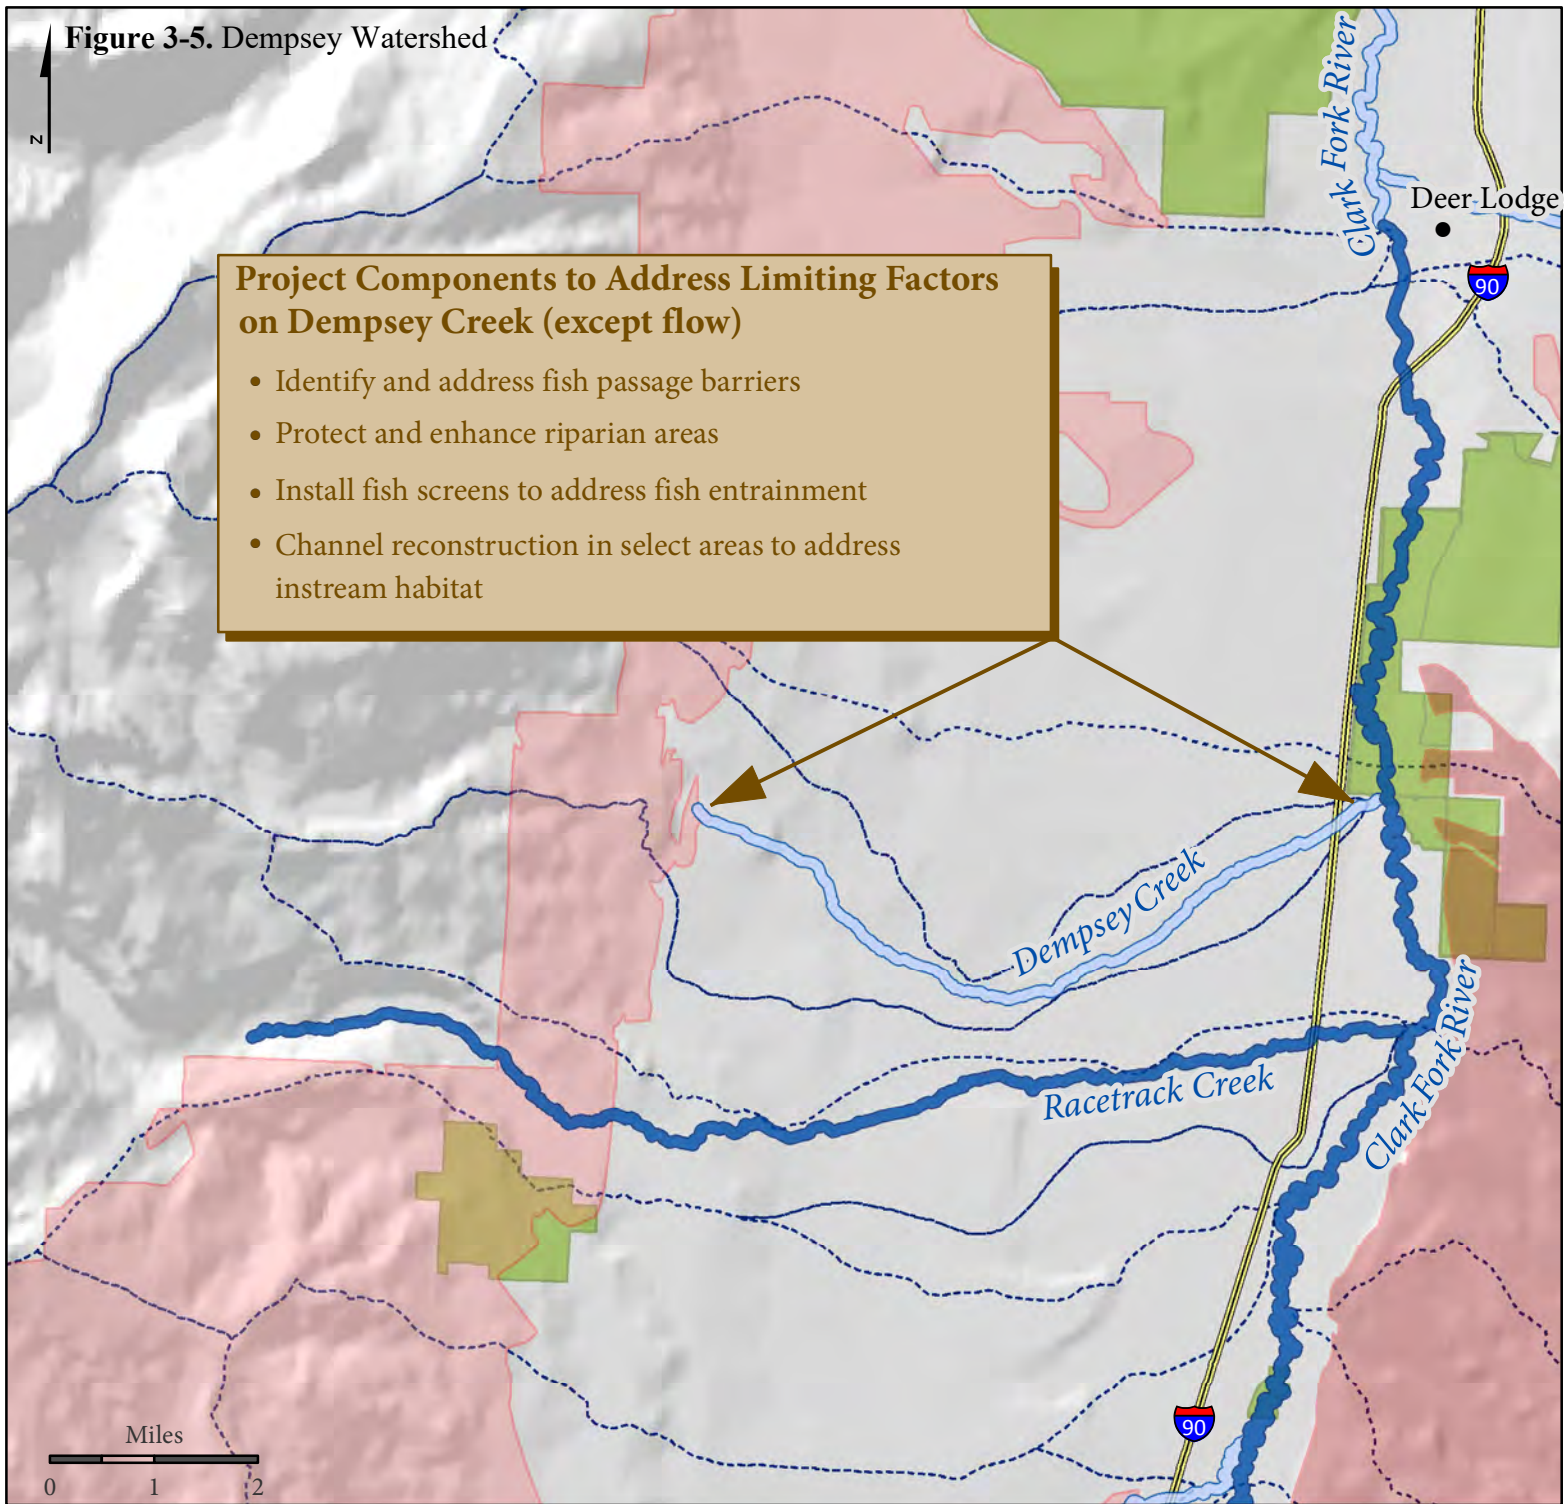 Figure 3-5. Dempsey Watershed
N
Clark Fork River
Deer Lodge
90
Project Components to Address Limiting Factors
on Dempsey Creek (except flow)
• Identify and address fish passage barriers
• Protect and enhance riparian areas
• Install fish screens to address fish entrainment
• Channel reconstruction in select areas to address
instream habitat
Dempsey Creek
Racetrack Creek
Clark Fork River
90
Miles
0 1 2